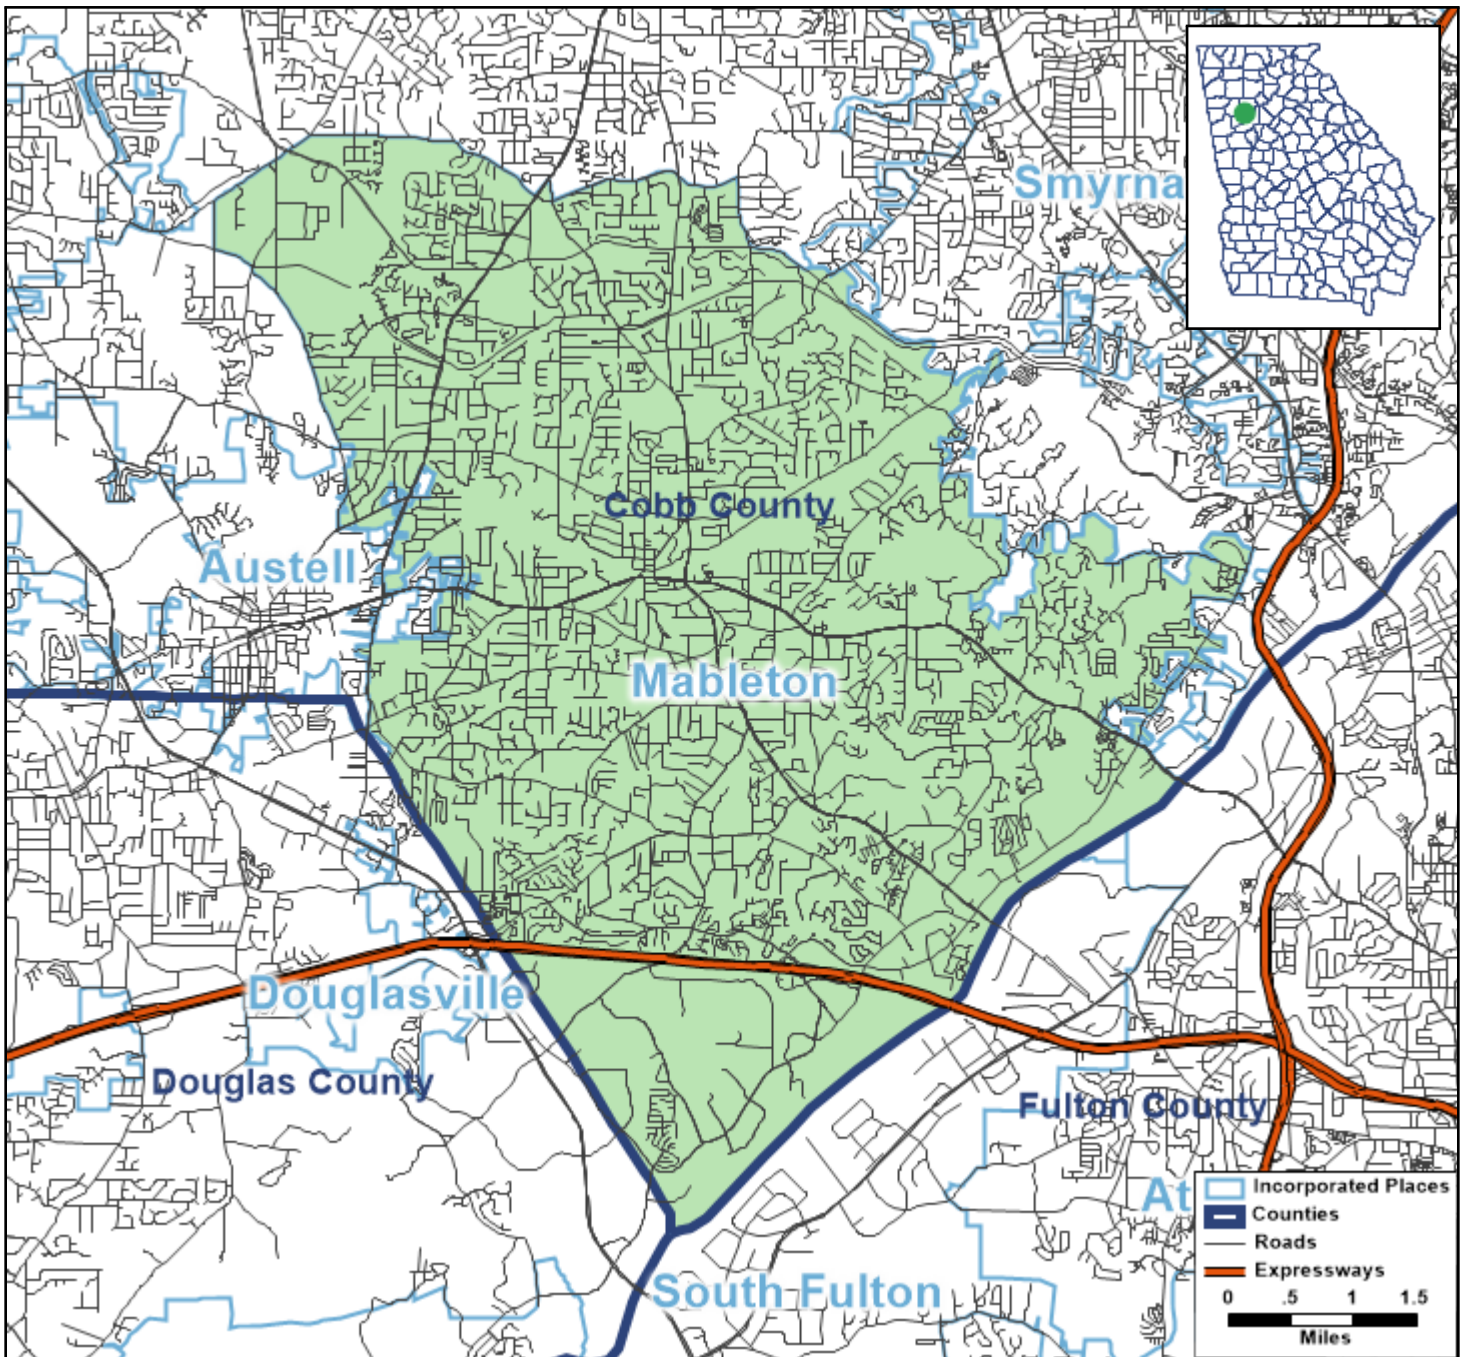 Smyrna
Cobb County
Austell
Mableton
Douglasville
Douglas County
Fulton County
At
South Fulton
Incorporated Places
Counties
Roads
Expressways
0 .5 1 1.5
Miles